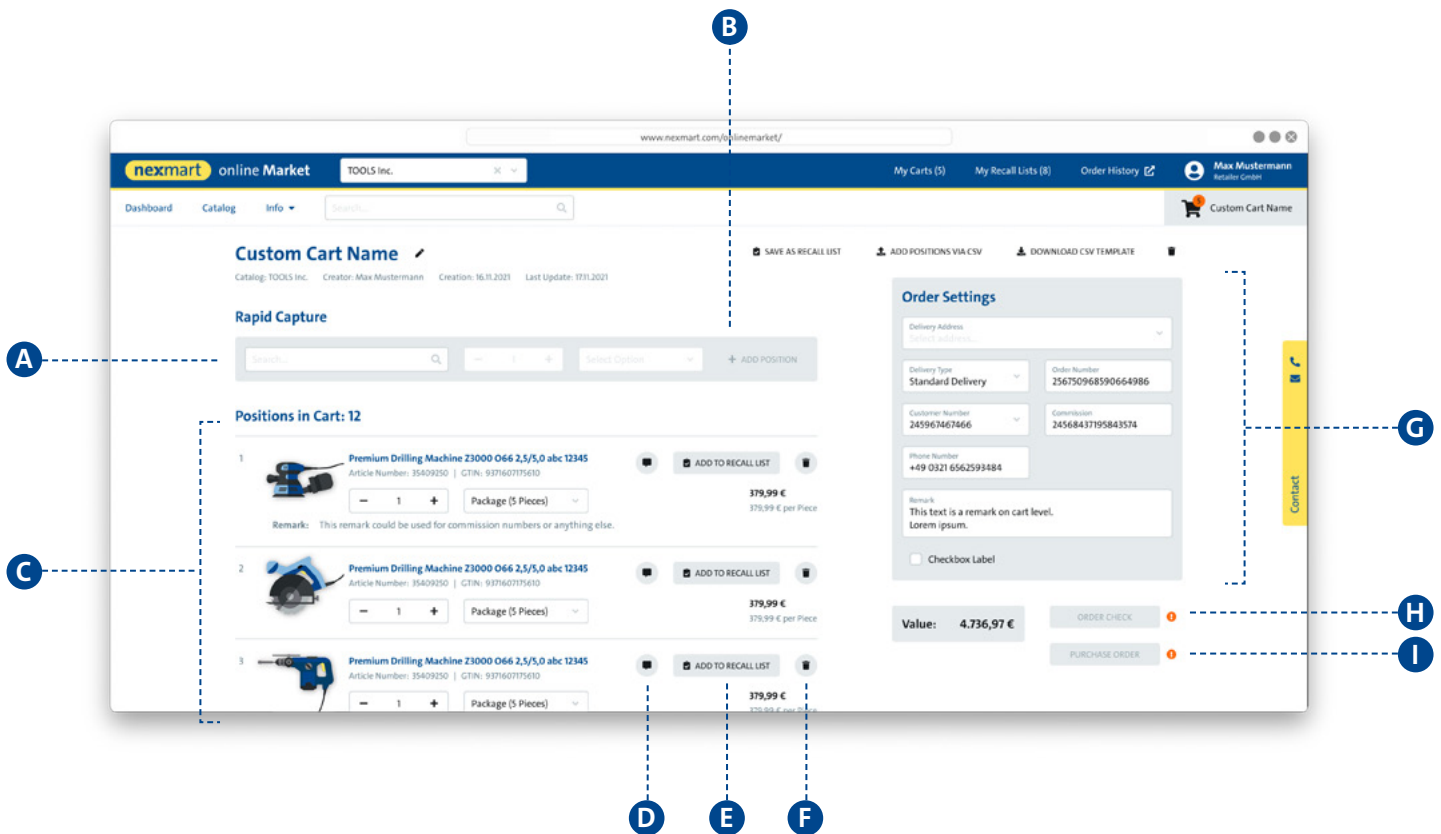 B
www.nexmart.com/onlinemarket/
nexmart online Market
TOOLS Inc.
My Carts (5)
My Recall Lists (8)
Order History
Max Mustermann
Retailer GmbH
Dashboard
Catalog
Info
Search...
Custom Cart Name
Custom Cart Name
SAVE AS RECALL LIST
ADD POSITIONS VIA CSV
DOWNLOAD CSV TEMPLATE
Catalog: TOOLS Inc. Creator: Max Mustermann Creation: 16.11.2021 Last Update: 17.11.2021
Rapid Capture
A
Search...
1
Select Option
+ ADD POSITION
Positions in Cart: 12
C
1
Premium Drilling Machine Z3000 O66 2,5/5,0 abc 12345
Article Number: 35409250 | GTIN: 9371607175610
ADD TO RECALL LIST
− 1 +
Package (5 Pieces)
379,99 €
379,99 € per Piece
Remark: This remark could be used for commission numbers or anything else.
2
Premium Drilling Machine Z3000 O66 2,5/5,0 abc 12345
Article Number: 35409250 | GTIN: 9371607175610
ADD TO RECALL LIST
− 1 +
Package (5 Pieces)
379,99 €
379,99 € per Piece
3
Premium Drilling Machine Z3000 O66 2,5/5,0 abc 12345
Article Number: 35409250 | GTIN: 9371607175610
ADD TO RECALL LIST
− 1 +
Package (5 Pieces)
379,99 €
379,99 € per Piece
Order Settings
Delivery Address
Select address...
Delivery Type
Standard Delivery
Order Number
256750968590664986
Customer Number
245967467466
Commission
24568437195843574
Phone Number
+49 0321 6562593484
Remark
This text is a remark on cart level.
Lorem ipsum.
Checkbox Label
Value: 4.736,97 €
ORDER CHECK
PURCHASE ORDER
Contact
G
H
I
D
E
F